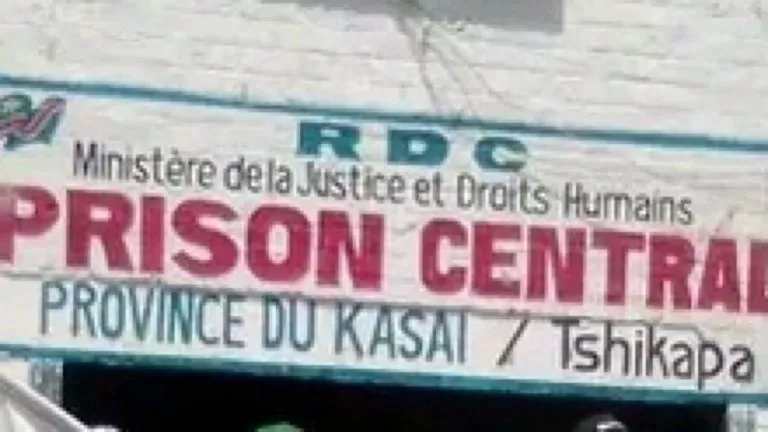 RDC
Ministère de la Justice et Droits Humains
PRISON CENTRAL
PROVINCE DU KASAI / Tshikapa